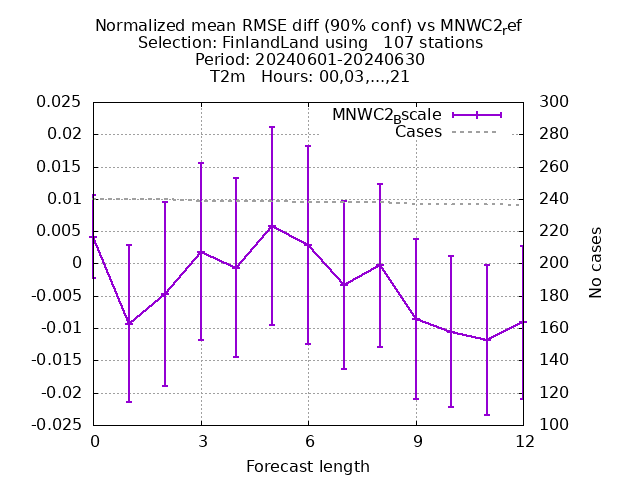 Normalized mean RMSE diff (90% conf) vs MNWC2ref
Selection: FinlandLand using   107 stations
Period: 20240601-20240630
T2m   Hours: 00,03,...,21
MNWC2Bscale
Cases
0.025
0.02
0.015
0.01
0.005
0
-0.005
-0.01
-0.015
-0.02
-0.025
300
280
260
240
220
200
180
160
140
120
100
No cases
0 3 6 9 12
Forecast length